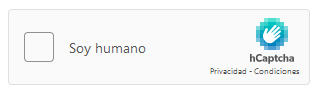 Soy humano
hCaptcha
Privacidad - Condiciones